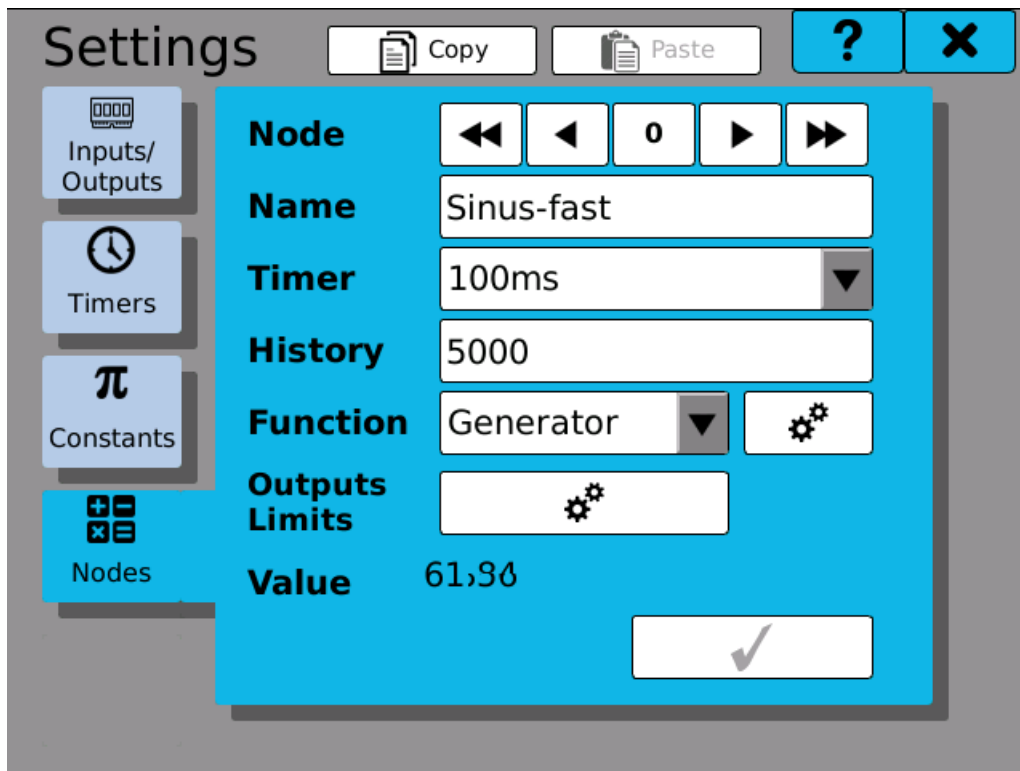 Settings
Copy
Paste
?
Inputs/
Outputs
Timers
π
Constants
Nodes
Node
0
Name
Sinus-fast
Timer
100ms
History
5000
Function
Generator
Outputs
Limits
Value